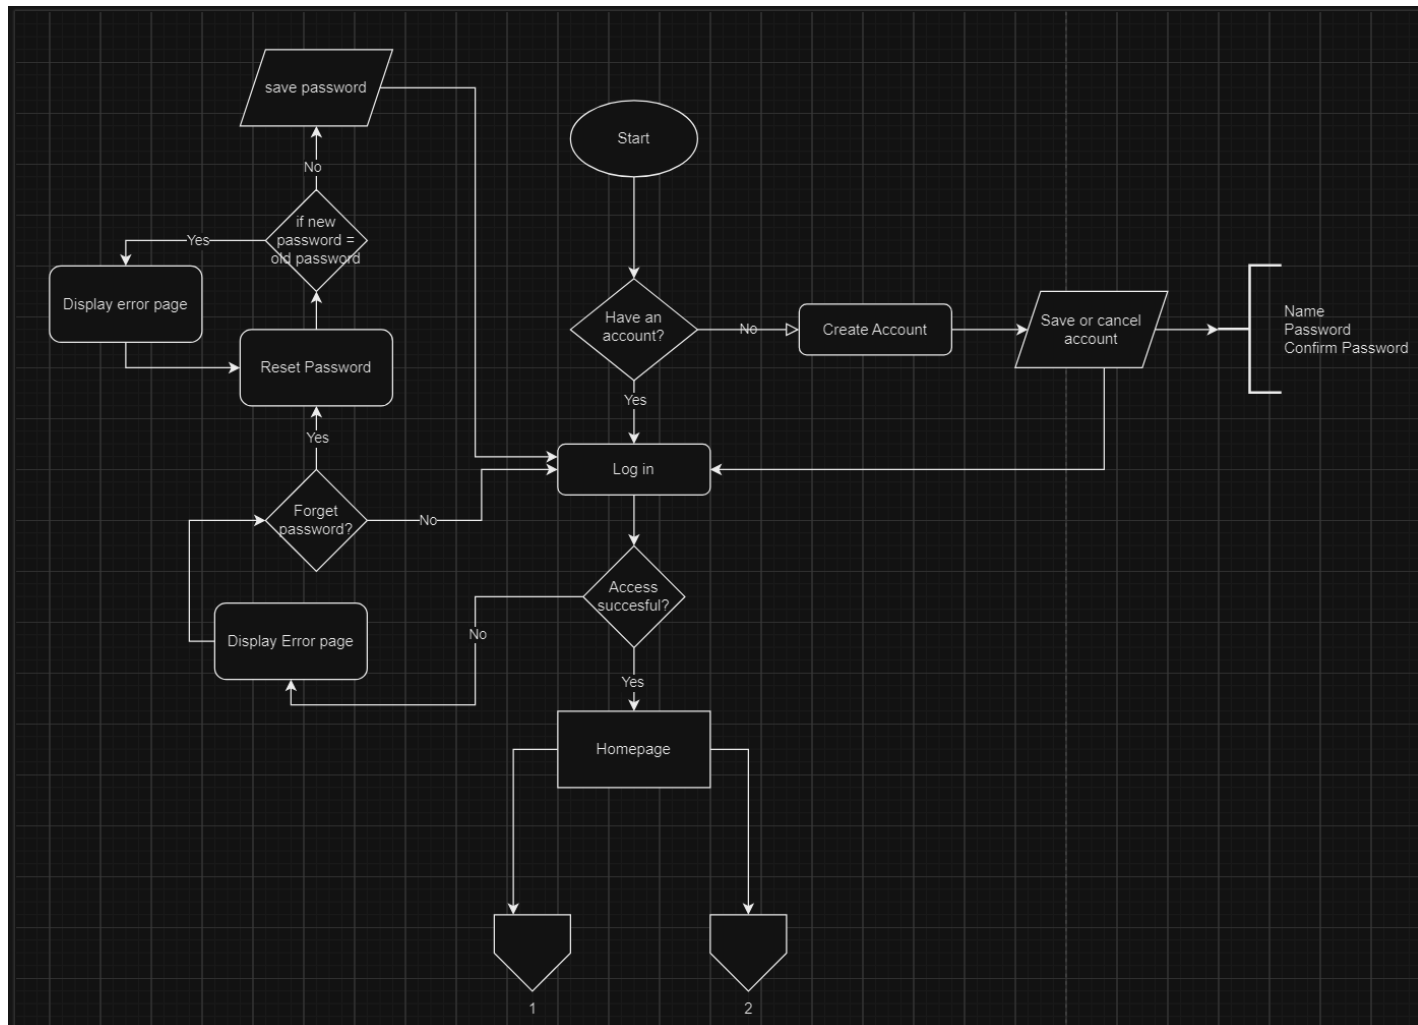 save password
Start
No
if new
password =
old password
Yes
Display error page
Have an
account?
No
Create Account
Save or cancel
account
Name
Password
Confirm Password
Reset Password
Yes
Yes
Log in
Forget
password?
No
Access
succesful?
No
Display Error page
Yes
Homepage
1
2